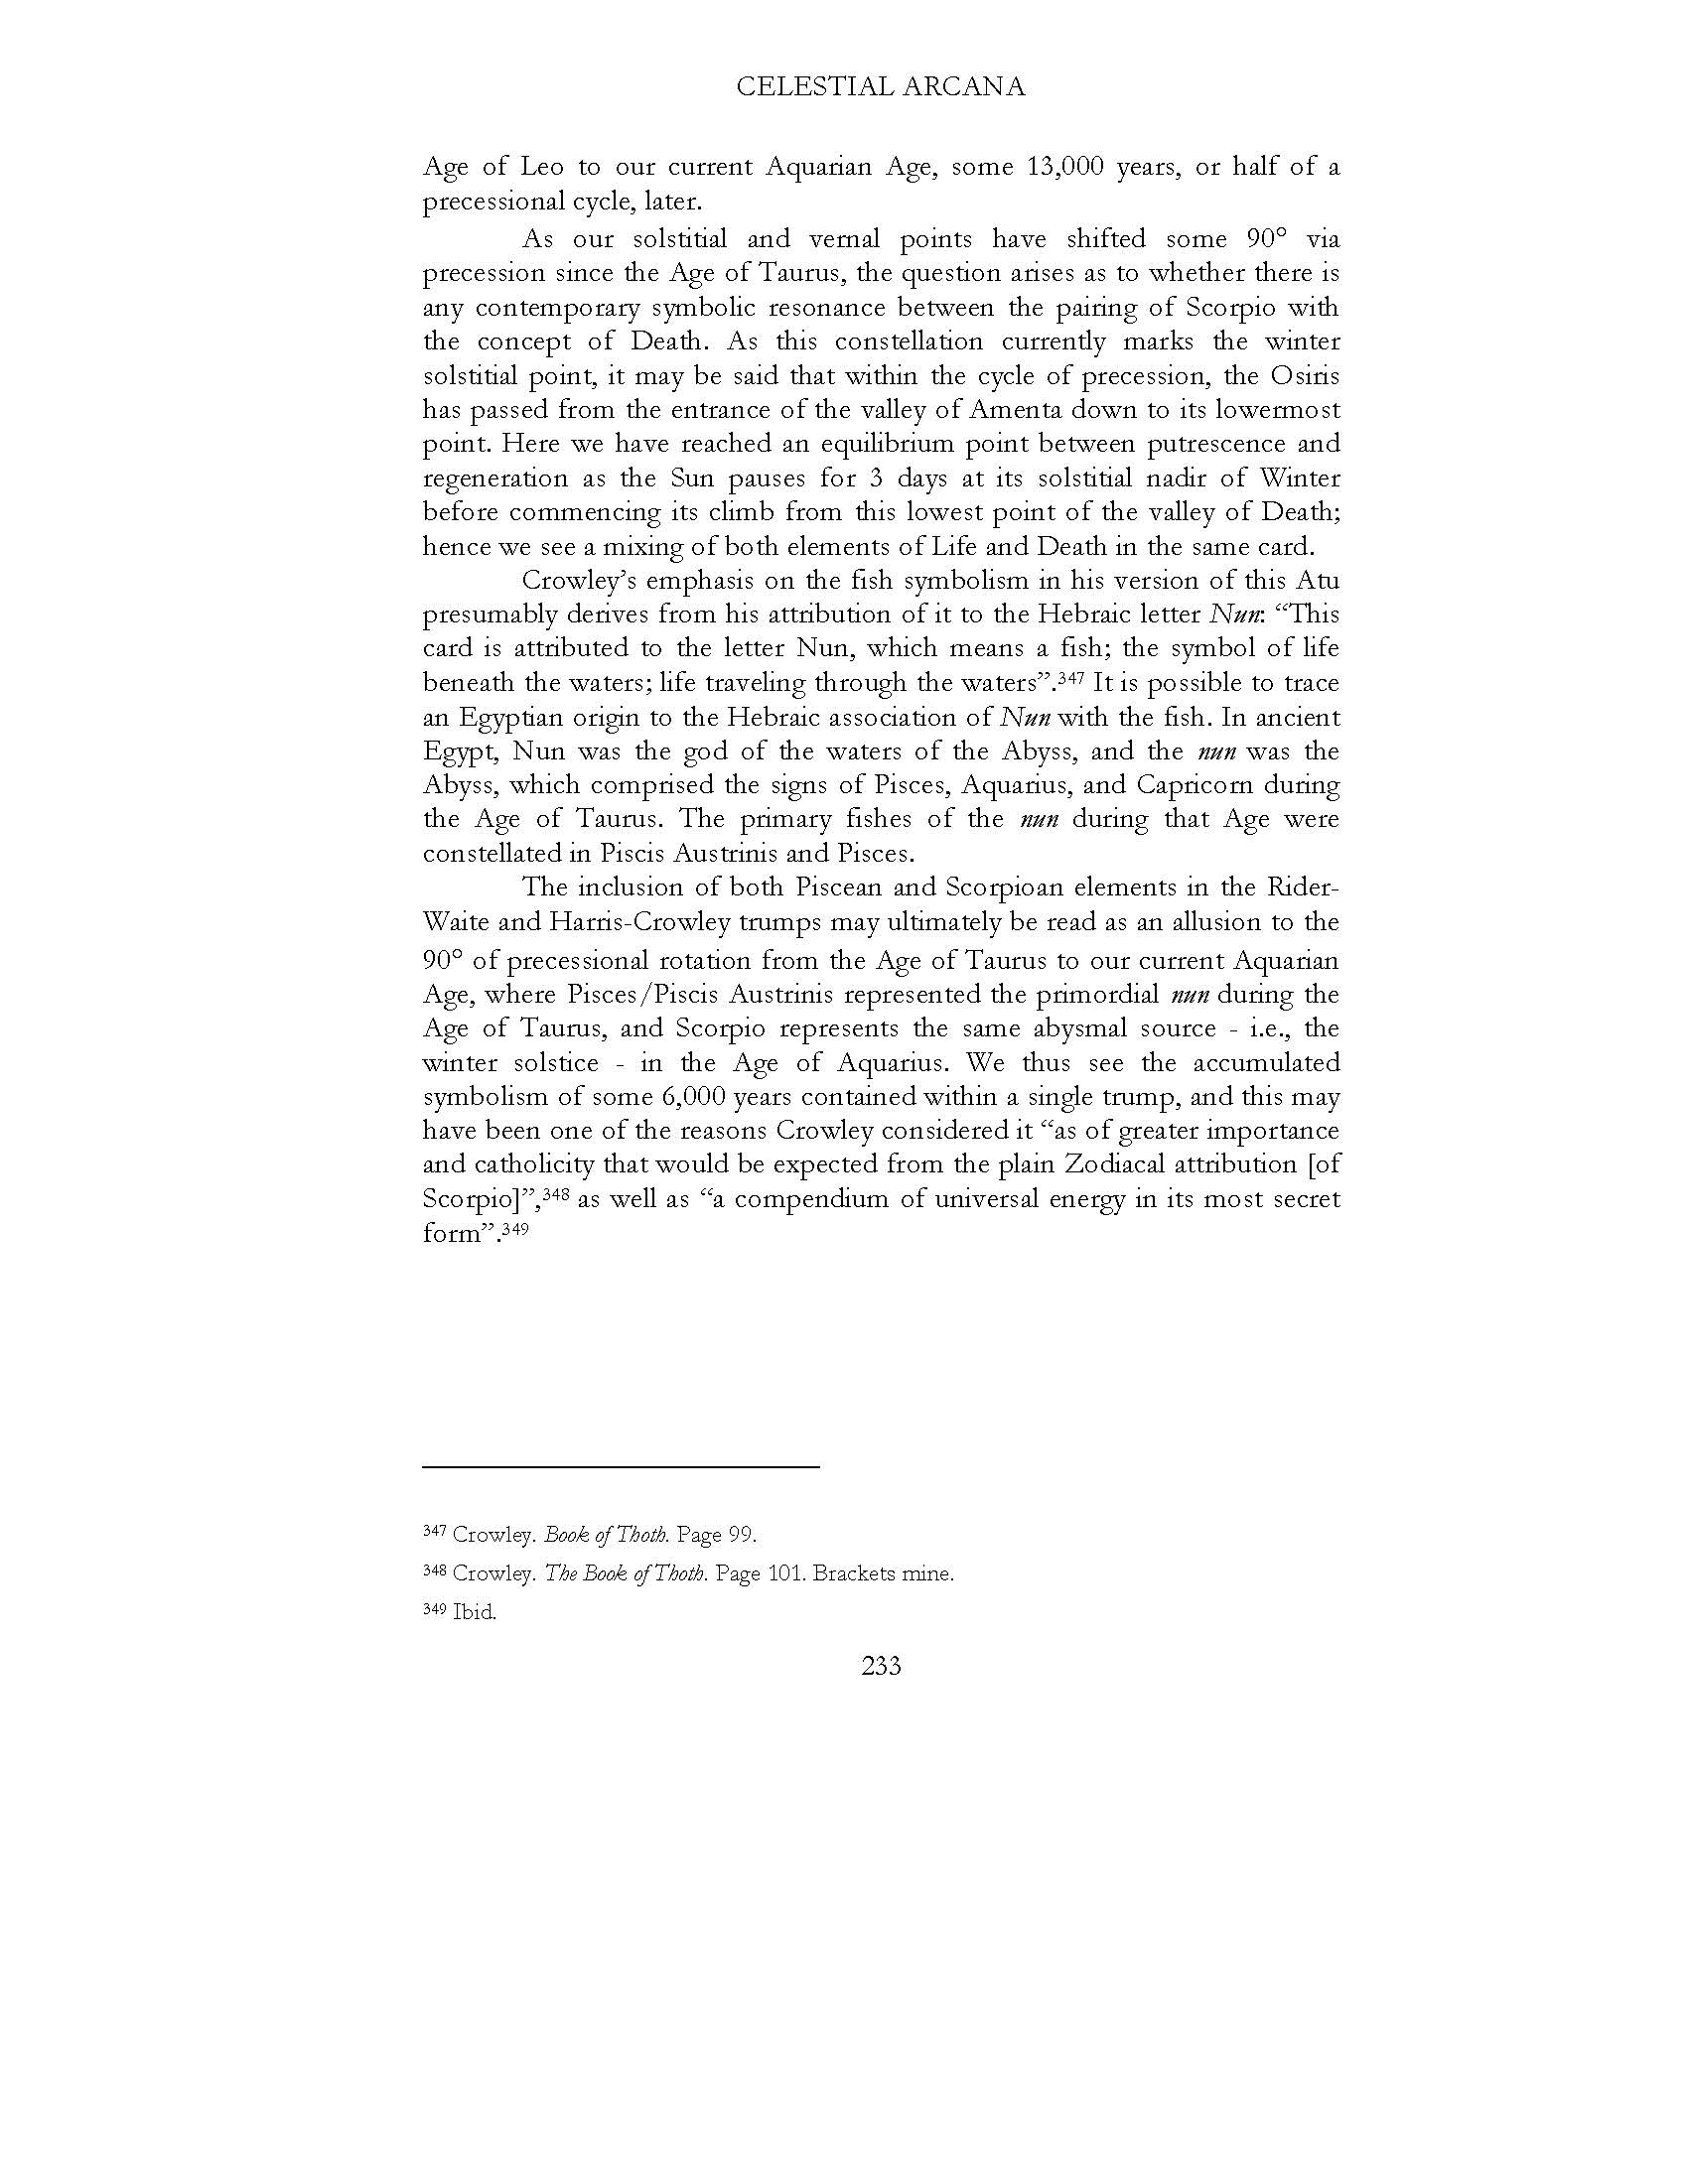 CELESTIAL ARCANA
Age of Leo to our current Aquarian Age, some 13,000 years, or half of a
precessional cycle, later.
As our solstitial and vernal points have shifted some 90° via
precession since the Age of Taurus, the question arises as to whether there is
any contemporary symbolic resonance between the pairing of Scorpio with
the concept of Death. As this constellation currently marks the winter
solstitial point, it may be said that within the cycle of precession, the Osiris
has passed from the entrance of the valley of Amenta down to its lowermost
point. Here we have reached an equilibrium point between putrescence and
regeneration as the Sun pauses for 3 days at its solstitial nadir of Winter
before commencing its climb from this lowest point of the valley of Death;
hence we see a mixing of both elements of Life and Death in the same card.
Crowley’s emphasis on the fish symbolism in his version of this Atu
presumably derives from his attribution of it to the Hebraic letter Nun: “This
card is attributed to the letter Nun, which means a fish; the symbol of life
beneath the waters; life traveling through the waters”.347 It is possible to trace
an Egyptian origin to the Hebraic association of Nun with the fish. In ancient
Egypt, Nun was the god of the waters of the Abyss, and the nun was the
Abyss, which comprised the signs of Pisces, Aquarius, and Capricorn during
the Age of Taurus. The primary fishes of the nun during that Age were
constellated in Piscis Austrinis and Pisces.
The inclusion of both Piscean and Scorpioan elements in the Rider-
Waite and Harris-Crowley trumps may ultimately be read as an allusion to the
90° of precessional rotation from the Age of Taurus to our current Aquarian
Age, where Pisces/Piscis Austrinis represented the primordial nun during the
Age of Taurus, and Scorpio represents the same abysmal source - i.e., the
winter solstice - in the Age of Aquarius. We thus see the accumulated
symbolism of some 6,000 years contained within a single trump, and this may
have been one of the reasons Crowley considered it “as of greater importance
and catholicity that would be expected from the plain Zodiacal attribution [of
Scorpio]”,348 as well as “a compendium of universal energy in its most secret
form”.349
347 Crowley. Book of Thoth. Page 99.
348 Crowley. The Book of Thoth. Page 101. Brackets mine.
349 Ibid.
233